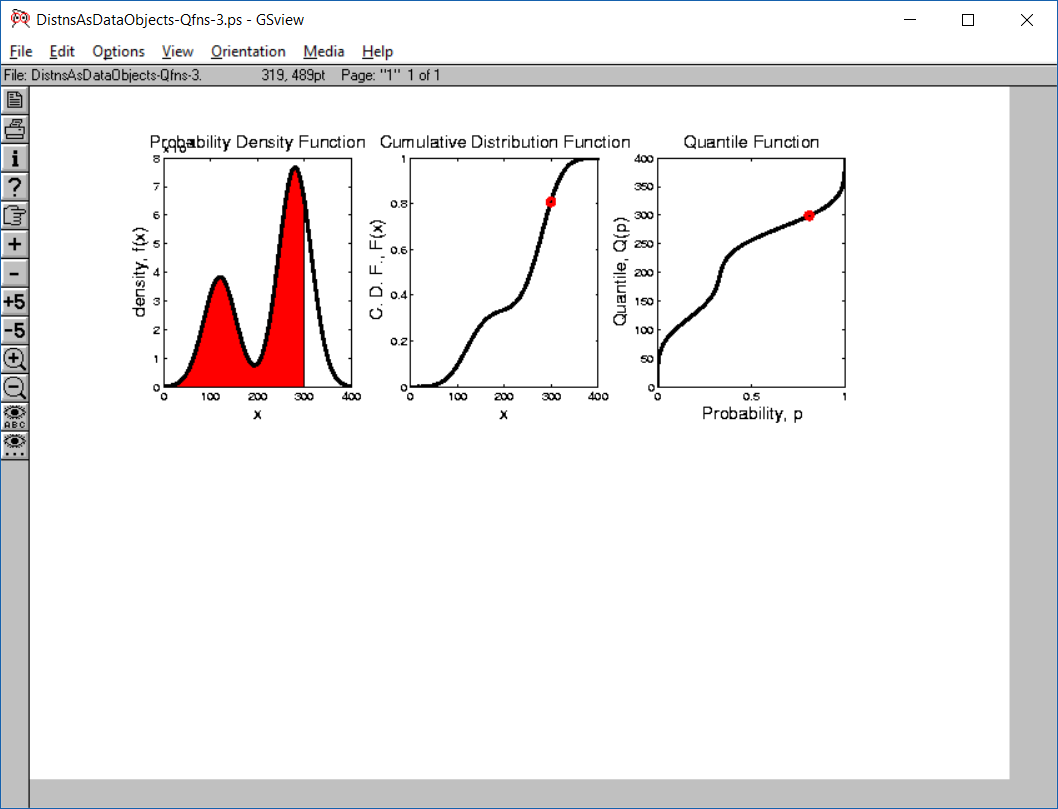 DistnsAsDataObjects-Qfns-3.ps - GSview
File Edit Options View Orientation Media Help
File: DistnsAsDataObjects-Qfns-3. 319, 489pt Page: "1" 1 of 1
i
?
+
-
+5
-5
ABC
Probability Density Function
8
7
6
5
4
3
2
1
0
density, f(x)
0 100 200 300 400
x
Cumulative Distribution Function
1
0.8
0.6
0.4
0.2
0
C. D. F., F(x)
0 100 200 300 400
x
Quantile Function
400
350
300
250
200
150
100
50
0
Quantile, Q(p)
0 0.5 1
Probability, p